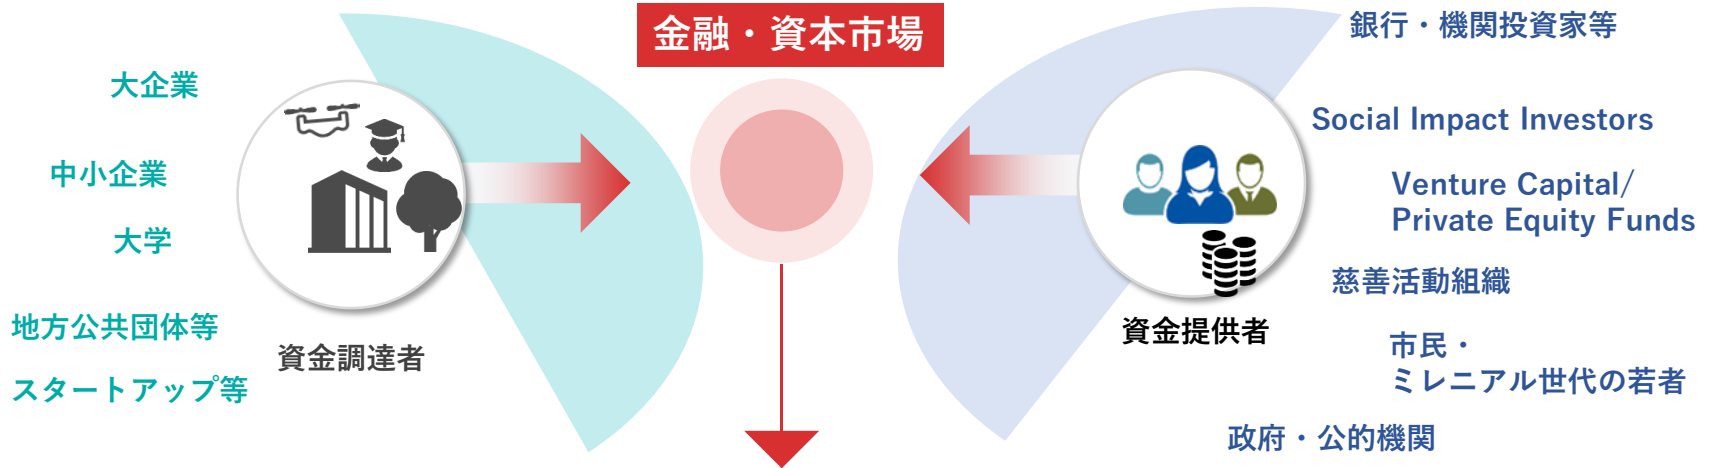 金融・資本市場
大企業
中小企業
大学
地方公共団体等
スタートアップ等
資金調達者
銀行・機関投資家等
Social Impact Investors
Venture Capital/
Private Equity Funds
慈善活動組織
市民・
ミレニアル世代の若者
政府・公的機関
資金提供者